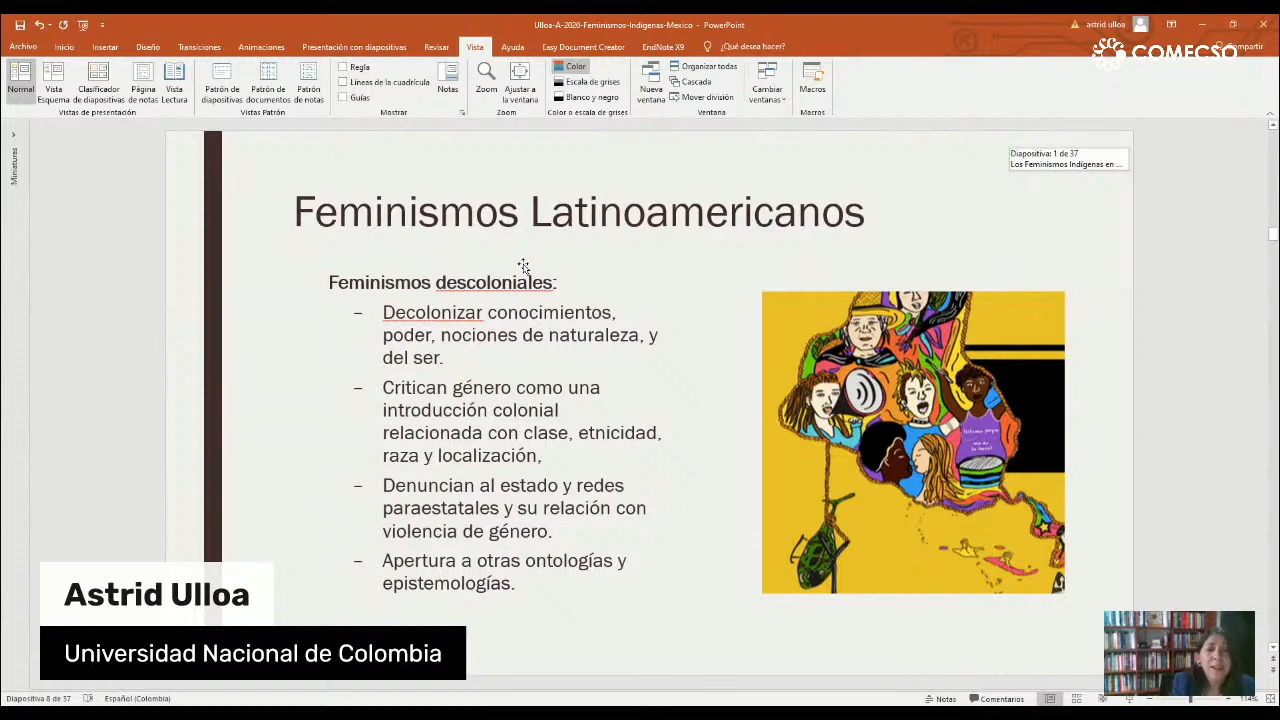 Ulloa-A-2020-Feminismos-Indigenas-Mexico - PowerPoint
astrid ulloa
Archivo Inicio Insertar Diseño Transiciones Animaciones Presentación con diapositivas Revisar Vista Ayuda Easy Document Creator EndNote X9 ¿Qué desea hacer? Compartir
COMECSO
Normal
Vista Esquema
Clasificador de diapositivas
Página de notas
Vista Lectura
Vistas de presentación
Patrón de diapositivas
Patrón de documentos
Patrón de notas
Vistas Patrón
Regla
Líneas de la cuadrícula
Guías
Mostrar
Notas
Zoom
Ajustar a la ventana
Zoom
Color
Escala de grises
Blanco y negro
Color o escala de grises
Nueva ventana
Organizar todas
Cascada
Mover división
Ventana
Cambiar ventanas
Macros
Macros
Miniaturas
Diapositiva: 1 de 37
Los Feminismos Indígenas en ...
Feminismos Latinoamericanos
Feminismos descoloniales:
– Decolonizar conocimientos,
poder, nociones de naturaleza, y
del ser.
– Critican género como una
introducción colonial
relacionada con clase, etnicidad,
raza y localización,
– Denuncian al estado y redes
paraestatales y su relación con
violencia de género.
– Apertura a otras ontologías y
epistemologías.
Astrid Ulloa
Universidad Nacional de Colombia
Diapositiva 8 de 37 Español (Colombia) Notas Comentarios 114%